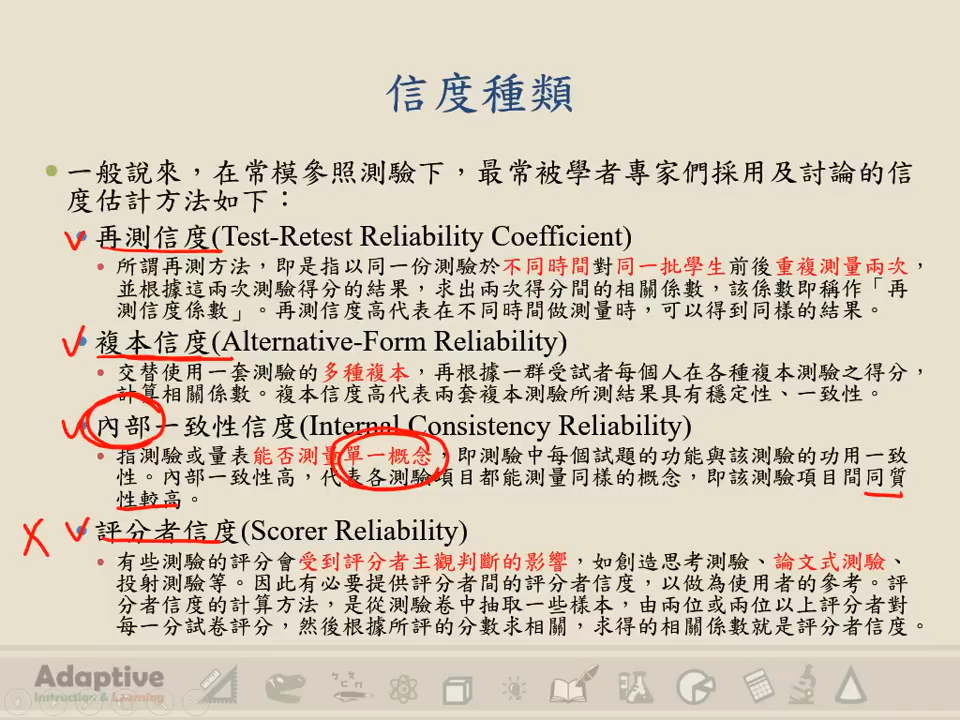 信度種類
一般說來，在常模參照測驗下，最常被學者專家們採用及討論的信
度估計方法如下：
再測信度(Test-Retest Reliability Coefficient)
所謂再測方法，即是指以同一份測驗於不同時間對同一批學生前後重複測量兩次，
並根據這兩次測驗得分的結果，求出兩次得分間的相關係數，該係數即稱作「再
測信度係數」。再測信度高代表在不同時間做測量時，可以得到同樣的結果。
複本信度(Alternative-Form Reliability)
交替使用一套測驗的多種複本，再根據一群受試者每個人在各種複本測驗之得分，
計算相關係數。複本信度高代表兩套複本測驗所測結果具有穩定性、一致性。
內部一致性信度(Internal Consistency Reliability)
指測驗或量表能否測量單一概念，即測驗中每個試題的功能與該測驗的功用一致
性。內部一致性高，代表各測驗項目都能測量同樣的概念，即該測驗項目間同質
性較高。
評分者信度(Scorer Reliability)
有些測驗的評分會受到評分者主觀判斷的影響，如創造思考測驗、論文式測驗、
投射測驗等。因此有必要提供評分者間的評分者信度，以做為使用者的參考。評
分者信度的計算方法，是從測驗卷中抽取一些樣本，由兩位或兩位以上評分者對
每一分試卷評分，然後根據所評的分數求相關，求得的相關係數就是評分者信度。
Adaptive
Instruction & Learning